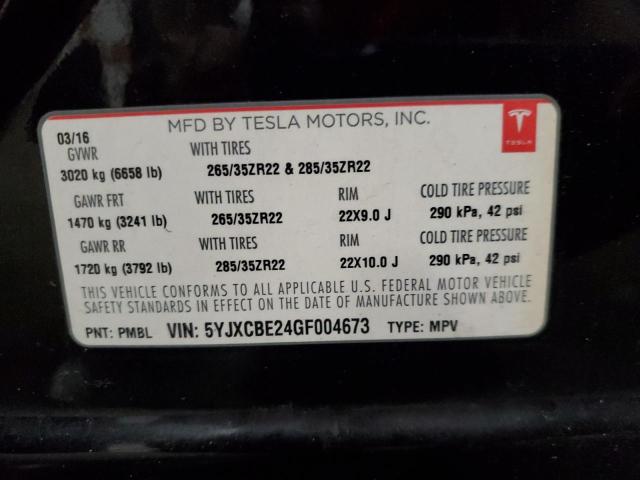 MFD BY TESLA MOTORS, INC.
TESLA
03/16
GVWR WITH TIRES
3020 kg (6658 lb) 265/35ZR22 & 285/35ZR22
GAWR FRT WITH TIRES RIM COLD TIRE PRESSURE
1470 kg (3241 lb) 265/35ZR22 22X9.0 J 290 kPa, 42 psi
GAWR RR WITH TIRES RIM COLD TIRE PRESSURE
1720 kg (3792 lb) 285/35ZR22 22X10.0 J 290 kPa, 42 psi
THIS VEHICLE CONFORMS TO ALL APPLICABLE U.S. FEDERAL MOTOR VEHICLE
SAFETY STANDARDS IN EFFECT ON THE DATE OF MANUFACTURE SHOWN ABOVE.
PNT: PMBL VIN: 5YJXCBE24GF004673 TYPE: MPV